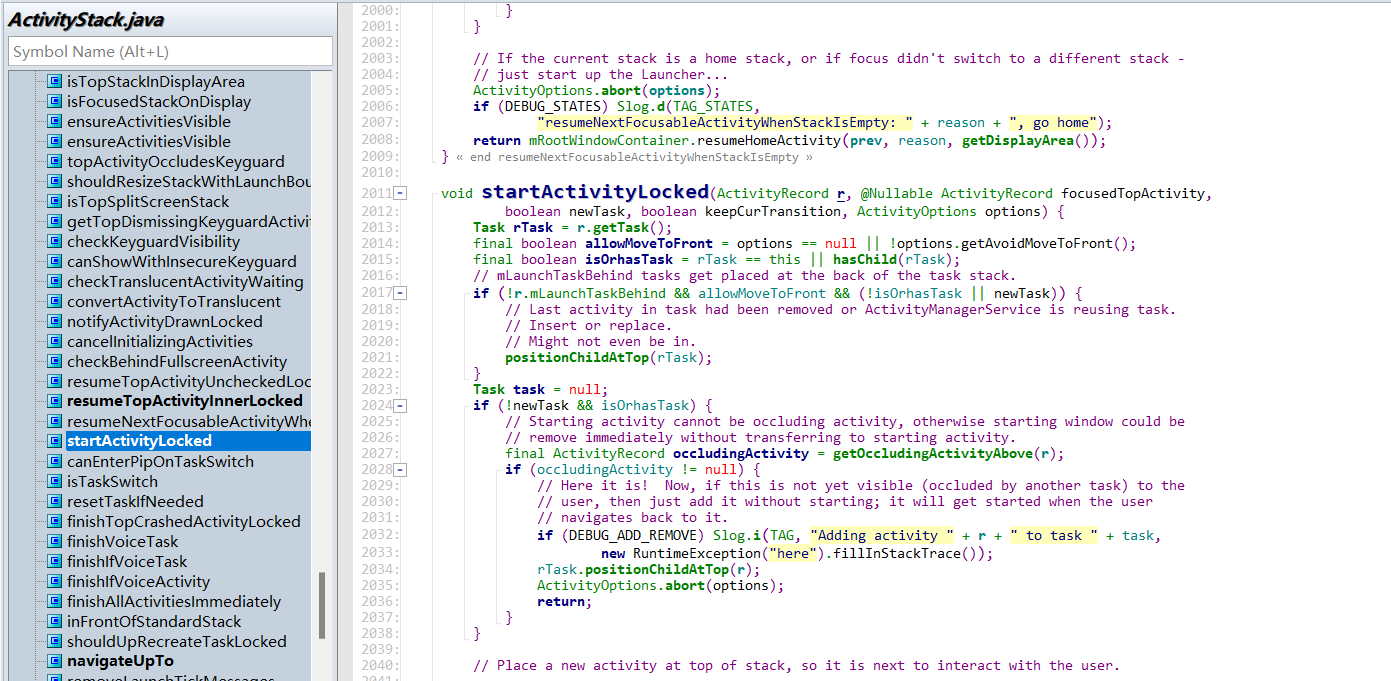 ActivityStack.java
Symbol Name (Alt+L)
isTopStackInDisplayArea
isFocusedStackOnDisplay
ensureActivitiesVisible
ensureActivitiesVisible
topActivityOccludesKeyguard
shouldResizeStackWithLaunchBou
isTopSplitScreenStack
getTopDismissingKeyguardActivi
checkKeyguardVisibility
canShowWithInsecureKeyguard
checkTranslucentActivityWaiting
convertActivityToTranslucent
notifyActivityDrawnLocked
cancelInitializingActivities
checkBehindFullscreenActivity
resumeTopActivityUncheckedLoc
resumeTopActivityInnerLocked
resumeNextFocusableActivityWhe
startActivityLocked
canEnterPipOnTaskSwitch
isTaskSwitch
resetTaskIfNeeded
finishTopCrashedActivityLocked
finishVoiceTask
finishIfVoiceTask
finishIfVoiceActivity
finishAllActivitiesImmediately
inFrontOfStandardStack
shouldUpRecreateTaskLocked
navigateUpTo
removeLaunchTickMessages
2000: }
2001: }
2002:
2003: // If the current stack is a home stack, or if focus didn't switch to a different stack -
2004: // just start up the Launcher...
2005: ActivityOptions.abort(options);
2006: if (DEBUG_STATES) Slog.d(TAG_STATES,
2007: "resumeNextFocusableActivityWhenStackIsEmpty: " + reason + ", go home");
2008: return mRootWindowContainer.resumeHomeActivity(prev, reason, getDisplayArea());
2009: } « end resumeNextFocusableActivityWhenStackIsEmpty »
2010:
2011 void startActivityLocked(ActivityRecord r, @Nullable ActivityRecord focusedTopActivity,
2012: boolean newTask, boolean keepCurTransition, ActivityOptions options) {
2013: Task rTask = r.getTask();
2014: final boolean allowMoveToFront = options == null || !options.getAvoidMoveToFront();
2015: final boolean isOrhasTask = rTask == this || hasChild(rTask);
2016: // mLaunchTaskBehind tasks get placed at the back of the task stack.
2017 if (!r.mLaunchTaskBehind && allowMoveToFront && (!isOrhasTask || newTask)) {
2018: // Last activity in task had been removed or ActivityManagerService is reusing task.
2019: // Insert or replace.
2020: // Might not even be in.
2021: positionChildAtTop(rTask);
2022: }
2023: Task task = null;
2024 if (!newTask && isOrhasTask) {
2025: // Starting activity cannot be occluding activity, otherwise starting window could be
2026: // remove immediately without transferring to starting activity.
2027: final ActivityRecord occludingActivity = getOccludingActivityAbove(r);
2028 if (occludingActivity != null) {
2029: // Here it is! Now, if this is not yet visible (occluded by another task) to the
2030: // user, then just add it without starting; it will get started when the user
2031: // navigates back to it.
2032: if (DEBUG_ADD_REMOVE) Slog.i(TAG, "Adding activity " + r + " to task " + task,
2033: new RuntimeException("here").fillInStackTrace());
2034: rTask.positionChildAtTop(r);
2035: ActivityOptions.abort(options);
2036: return;
2037: }
2038: }
2039:
2040: // Place a new activity at top of stack, so it is next to interact with the user.
2041: